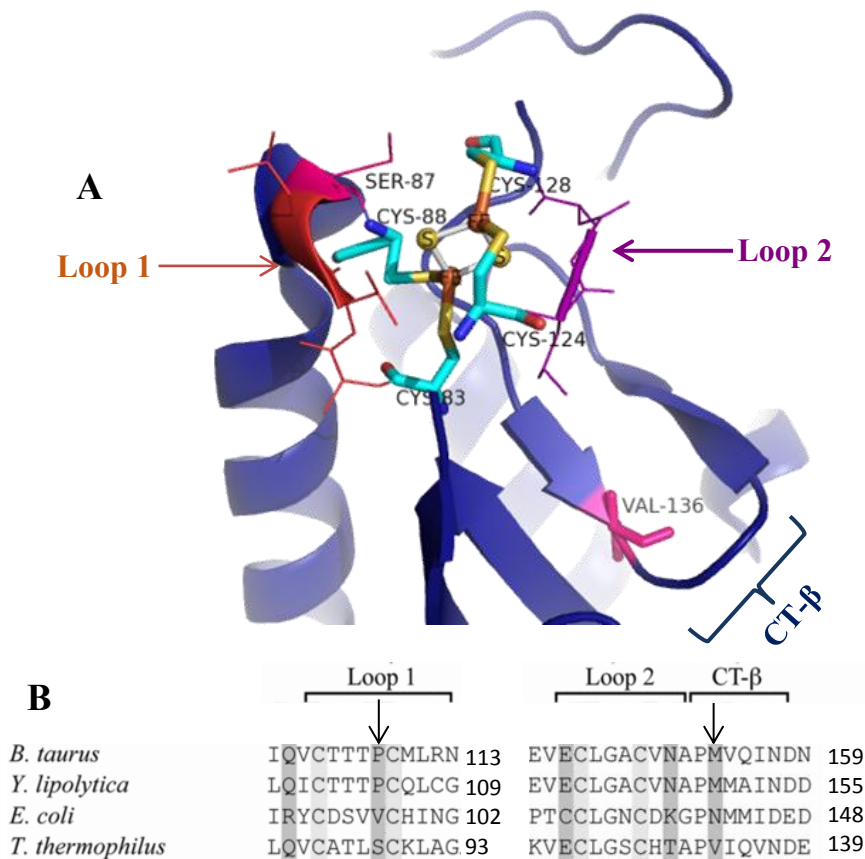 A
SER-87
CYS-128
CYS-88
S
S
Loop 1
Loop 2
CYS-124
CYS-83
VAL-136
CT-β
B
Loop 1 Loop 2 CT-β
B. taurus IQVCTTTPCMLRN 113 EVECLGACVNAPMVQINDN 159
Y. lipolytica LQICTTTPCQLCG 109 EVECLGACVNAPMMAINDN 155
E. coli IRYCDSVVCHING 102 PTCCLGNCDKGPNMMIDED 148
T. thermophilus LQVCATLSCKLAG 93 KVECLGSCHTAPVIQVNDE 139